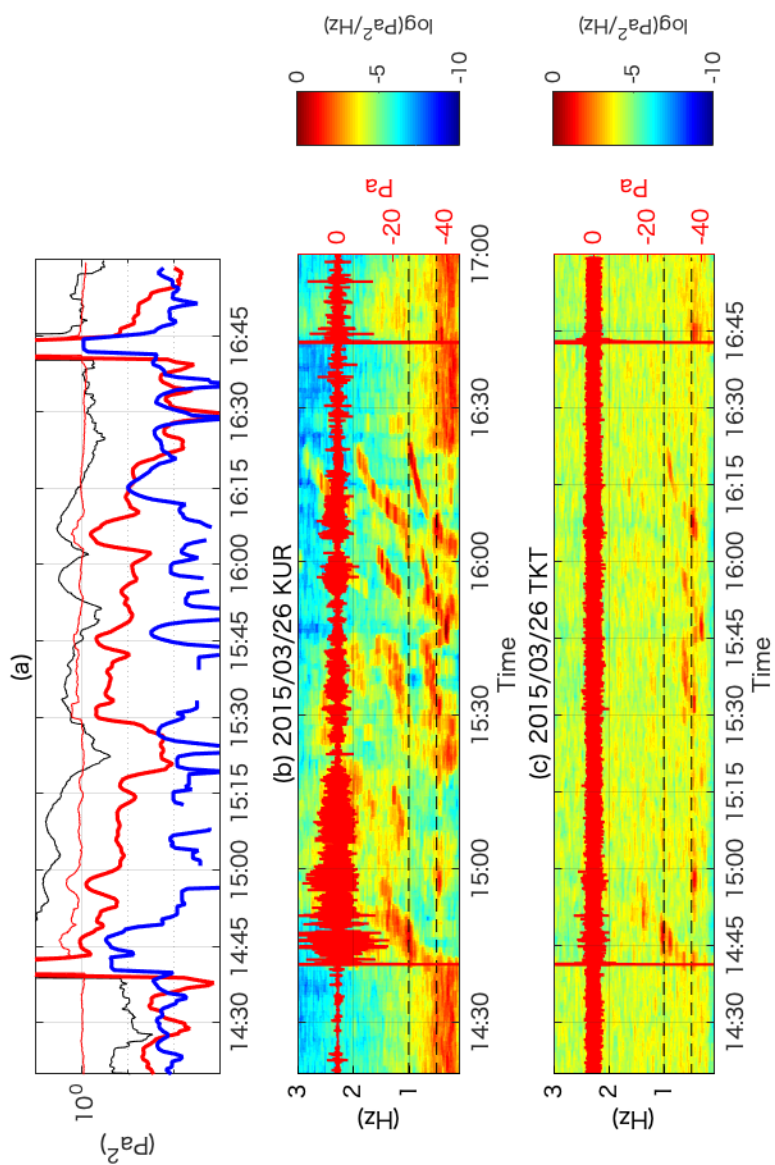 (a)
(Pa²)
10⁰
14:30 14:45 15:00 15:15 15:30 15:45 16:00 16:15 16:30 16:45
(b) 2015/03/26 KUR
(Hz)
3
2
1
14:30 15:00 15:30 16:00 16:30 17:00
Time
0
-20
-40
Pa
0
-5
-10
log(Pa²/Hz)
(c) 2015/03/26 TKT
(Hz)
3
2
1
14:30 14:45 15:00 15:15 15:30 15:45 16:00 16:15 16:30 16:45
Time
0
-20
-40
Pa
0
-5
-10
log(Pa²/Hz)